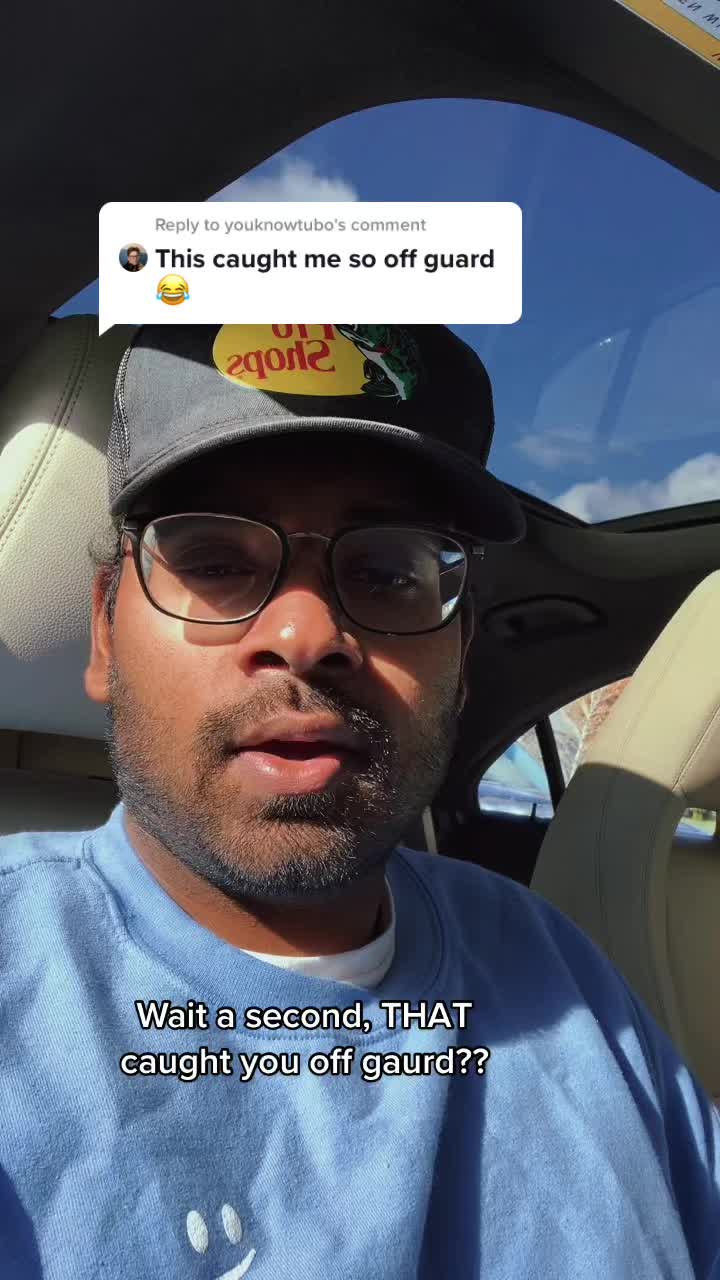 Reply to youknowtubo's comment
This caught me so off guard
😂
Pro
Shops
Wait a second, THAT
caught you off gaurd??